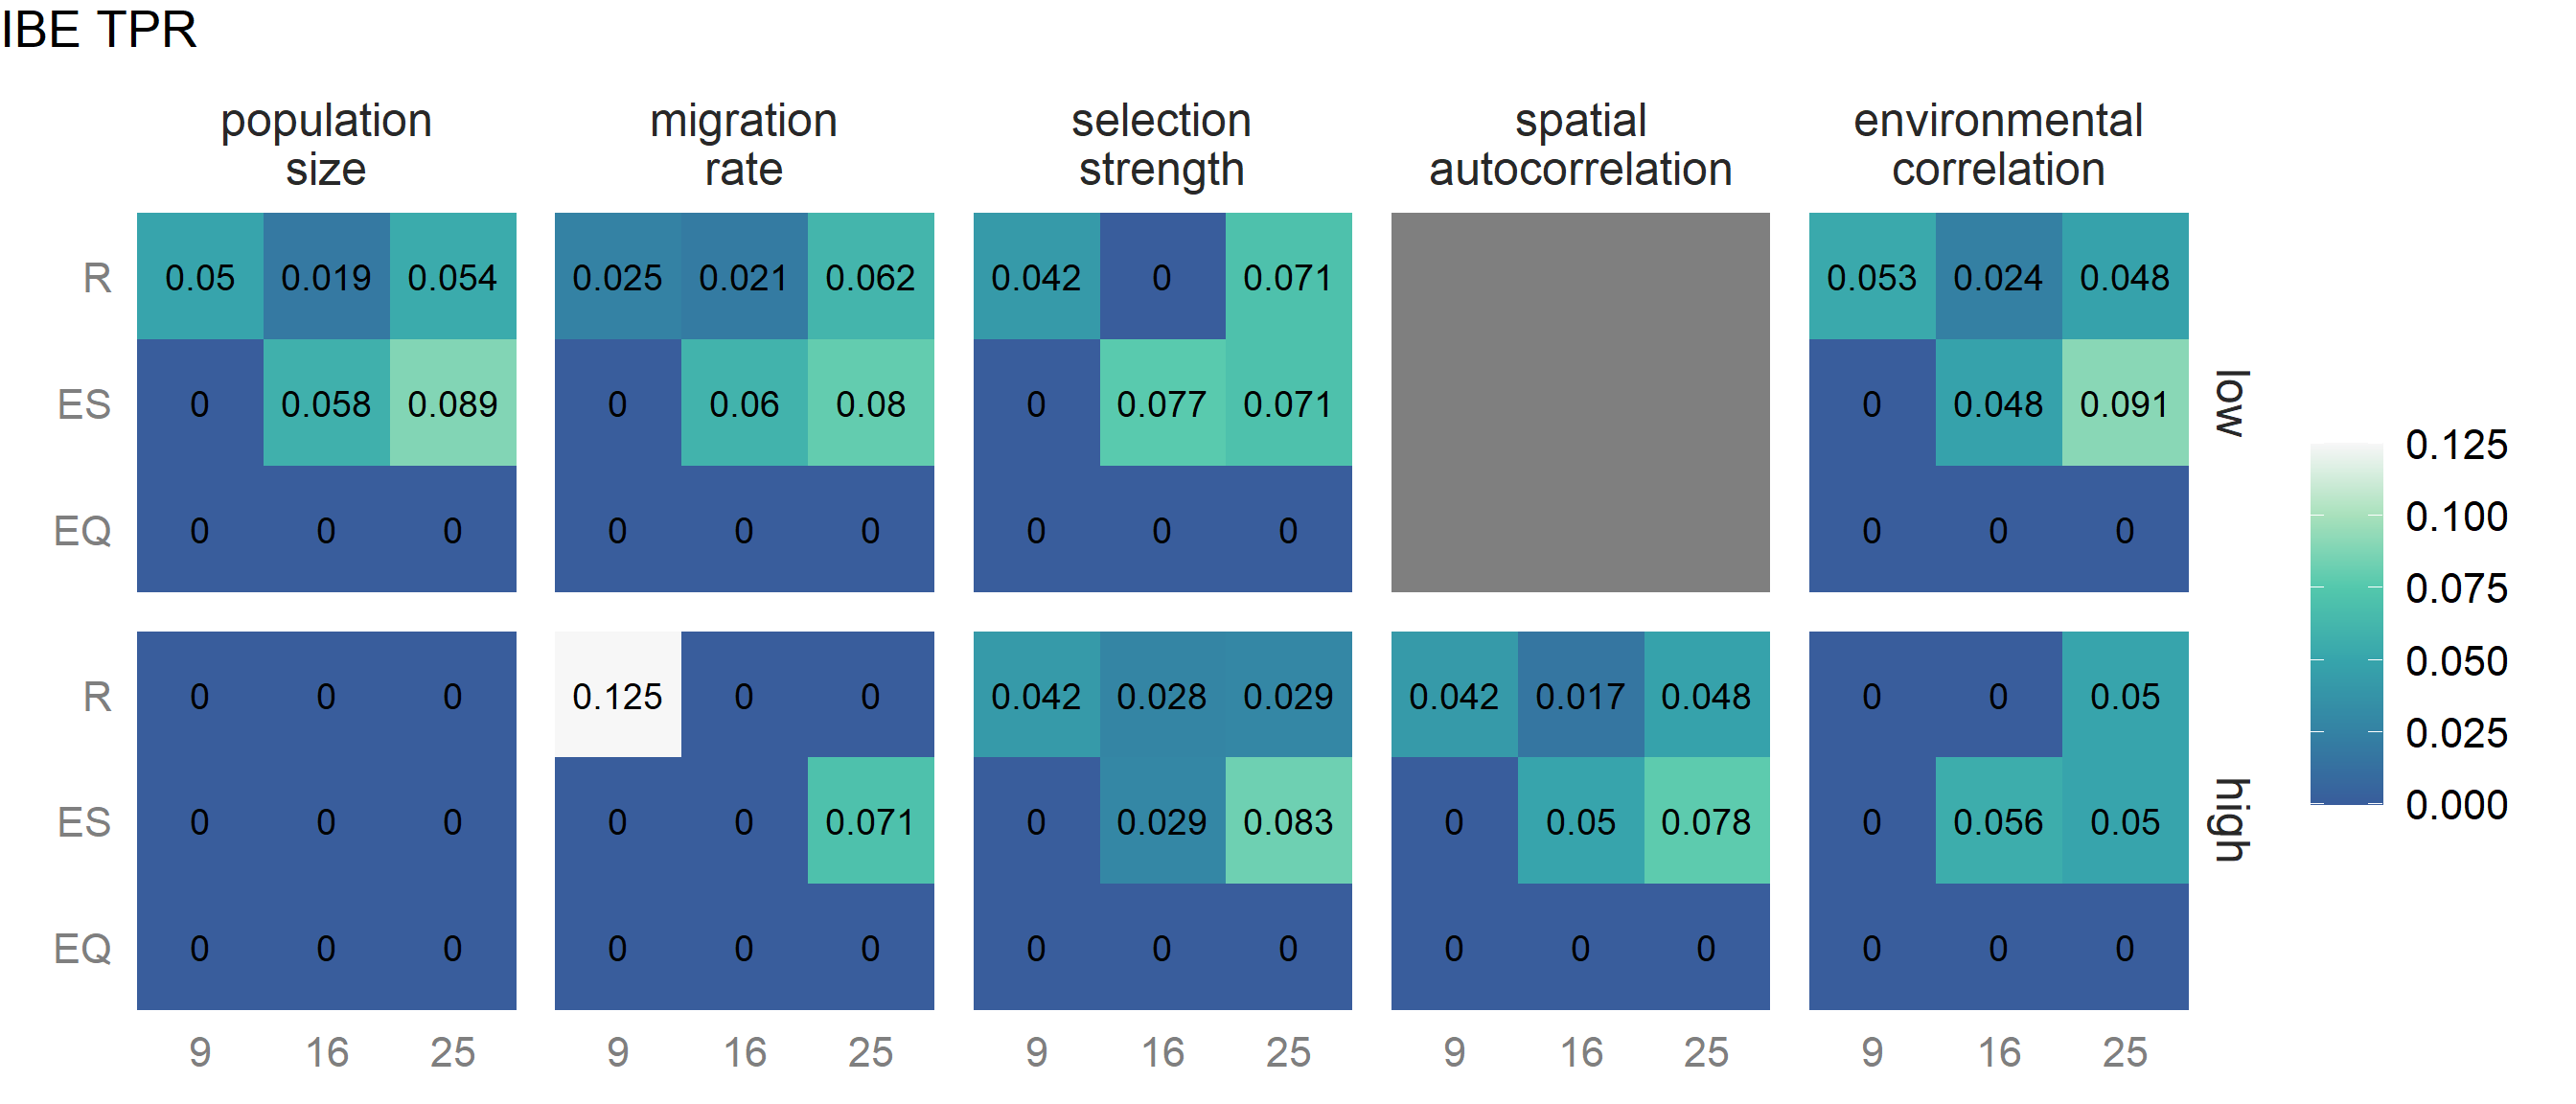 IBE TPR
population size
migration rate
selection strength
spatial autocorrelation
environmental correlation
R 0.05 0.019 0.054 0.025 0.021 0.062 0.042 0 0.071 0.053 0.024 0.048
ES 0 0.058 0.089 0 0.06 0.08 0 0.077 0.071 0 0.048 0.091
EQ 0 0 0 0 0 0 0 0 0 0 0 0
low
R 0 0 0 0.125 0 0 0.042 0.028 0.029 0.042 0.017 0.048 0 0 0.05
ES 0 0 0 0 0 0.071 0 0.029 0.083 0 0.05 0.078 0 0.056 0.05
EQ 0 0 0 0 0 0 0 0 0 0 0 0 0 0 0
high
9 16 25 9 16 25 9 16 25 9 16 25 9 16 25
0.125
0.100
0.075
0.050
0.025
0.000